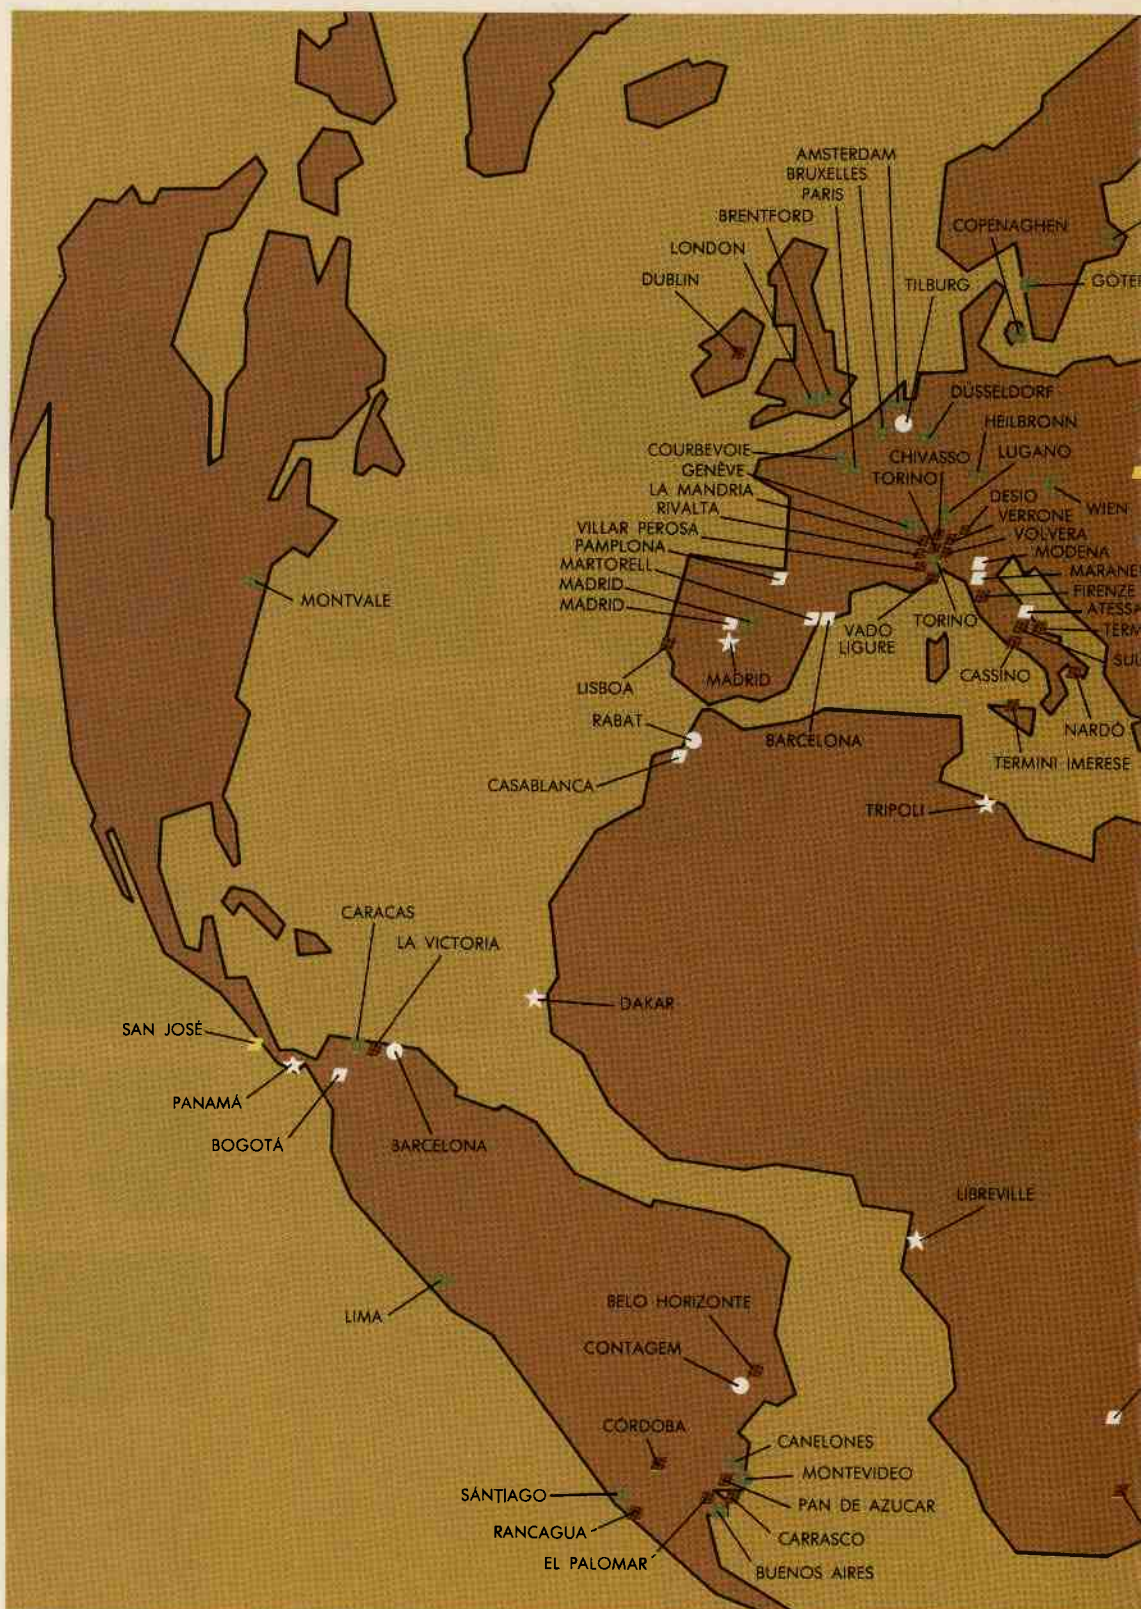 AMSTERDAM
BRUXELLES
PARIS
BRENTFORD
COPENAGHEN
LONDON
DUBLIN
TILBURG
DÜSSELDORF
HEILBRONN
COURBEVOIE
CHIVASSO
LUGANO
GENÈVE
TORINO
LA MANDRIA
DESIO
WIEN
RIVALTA
VERRONE
VILLAR PEROSA
VOLVERA
PAMPLONA
MODENA
MARTORELL
MADRID
FIRENZE
MONTVALE
MADRID
ATESSA
VADO
LIGURE
TORINO
CASSINO
MADRID
LISBOA
RABAT
BARCELONA
NARDÒ
TERMINI IMERESE
CASABLANCA
TRIPOLI
CARACAS
LA VICTORIA
DAKAR
SAN JOSÉ
PANAMÁ
BOGOTÁ
BARCELONA
LIBREVILLE
LIMA
BELO HORIZONTE
CONTAGEM
CÓRDOBA
CANELONES
MONTEVIDEO
SÁNTIAGO
PAN DE AZUCAR
RANCAGUA
CARRASCO
EL PALOMAR
BUENOS AIRES